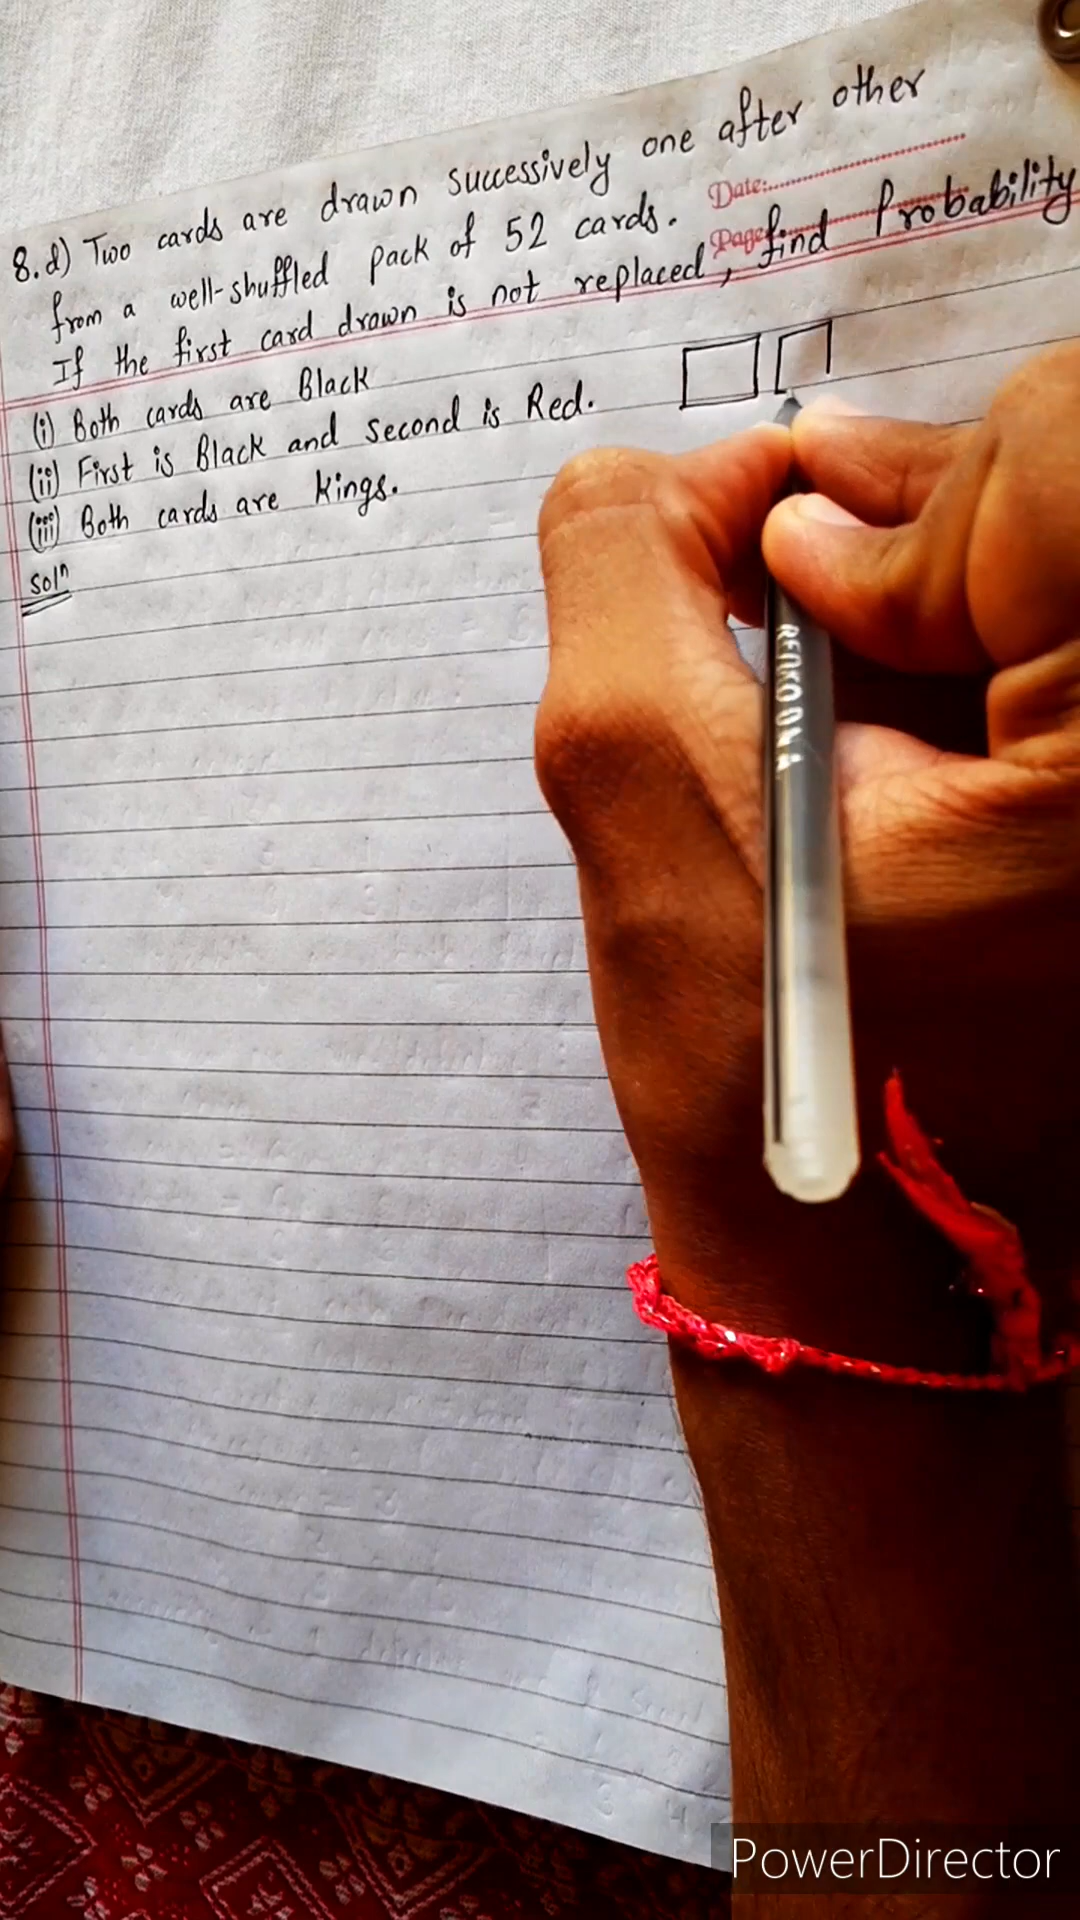 8.d) Two cards are drawn successively one after other
Date:
from a well-shuffled pack of 52 cards.
Page
If the first card drawn is not replaced, find Probability
(i) Both cards are Black
(ii) First is Black and second is Red.
(iii) Both cards are kings.
Soln
PowerDirector